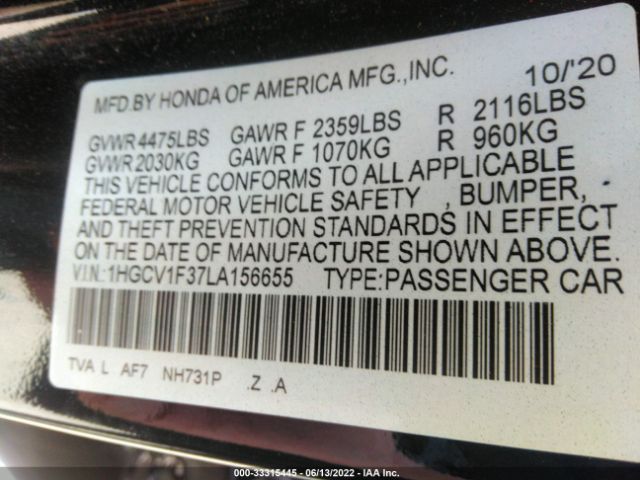 MFD.BY HONDA OF AMERICA MFG.,INC. 10/'20
GVWR 4475LBS GAWR F 2359LBS R 2116LBS
GVWR 2030KG GAWR F 1070KG R 960KG
THIS VEHICLE CONFORMS TO ALL APPLICABLE
FEDERAL MOTOR VEHICLE SAFETY , BUMPER,
AND THEFT PREVENTION STANDARDS IN EFFECT
ON THE DATE OF MANUFACTURE SHOWN ABOVE.
V.I.N.:1HGCV1F37LA156655 TYPE:PASSENGER CAR
TVA L AF7 NH731P .Z .A
000-33315445 - 06/13/2022 - IAA Inc.